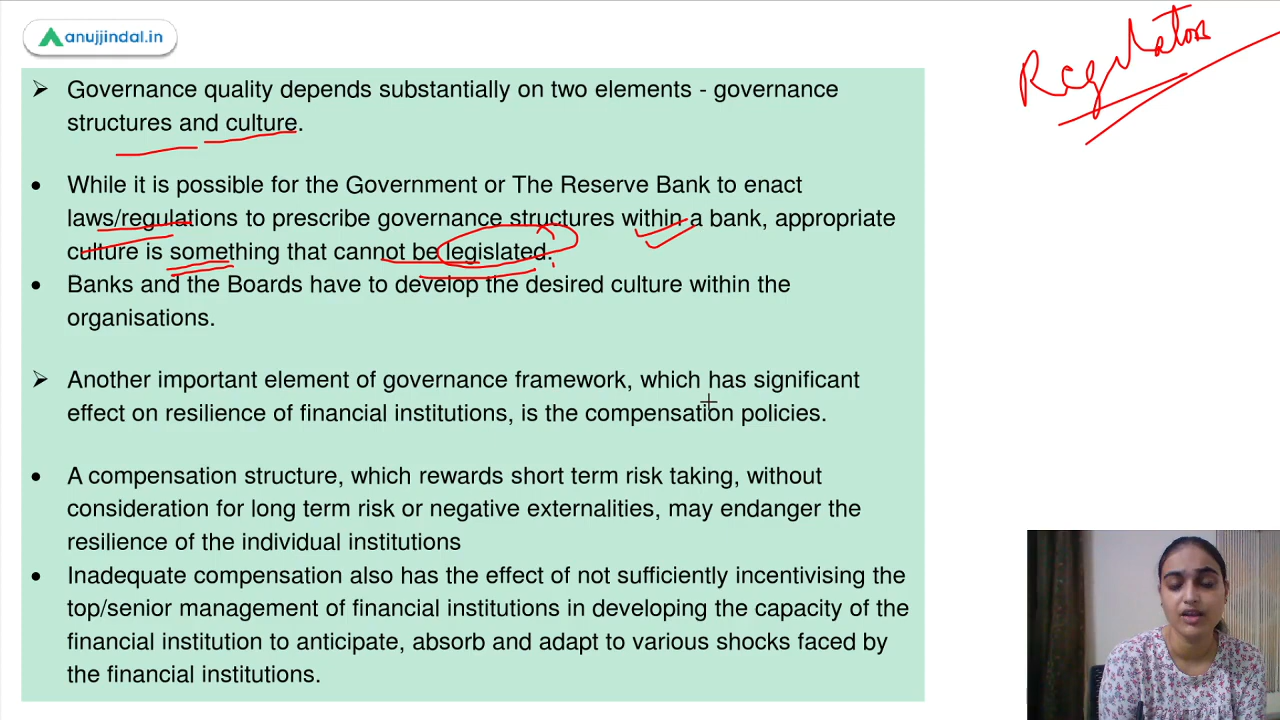 anujjindal.in
Regulators
➢ Governance quality depends substantially on two elements - governance
structures and culture.
• While it is possible for the Government or The Reserve Bank to enact
laws/regulations to prescribe governance structures within a bank, appropriate
culture is something that cannot be legislated.
• Banks and the Boards have to develop the desired culture within the
organisations.
➢ Another important element of governance framework, which has significant
effect on resilience of financial institutions, is the compensation policies.
• A compensation structure, which rewards short term risk taking, without
consideration for long term risk or negative externalities, may endanger the
resilience of the individual institutions
• Inadequate compensation also has the effect of not sufficiently incentivising the
top/senior management of financial institutions in developing the capacity of the
financial institution to anticipate, absorb and adapt to various shocks faced by
the financial institutions.